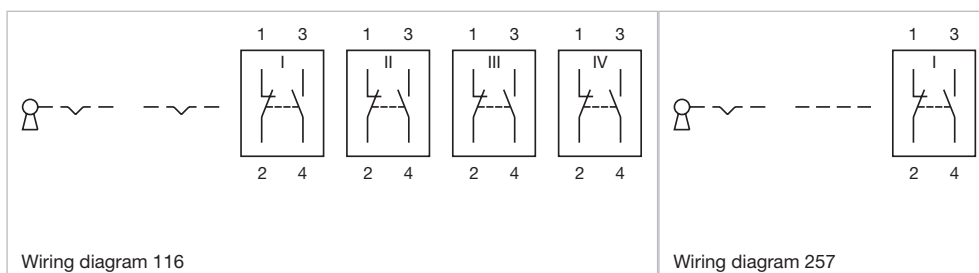 1 3 1 3 1 3 1 3 1 3
I II III IV I
2 4 2 4 2 4 2 4 2 4
Wiring diagram 116 Wiring diagram 257